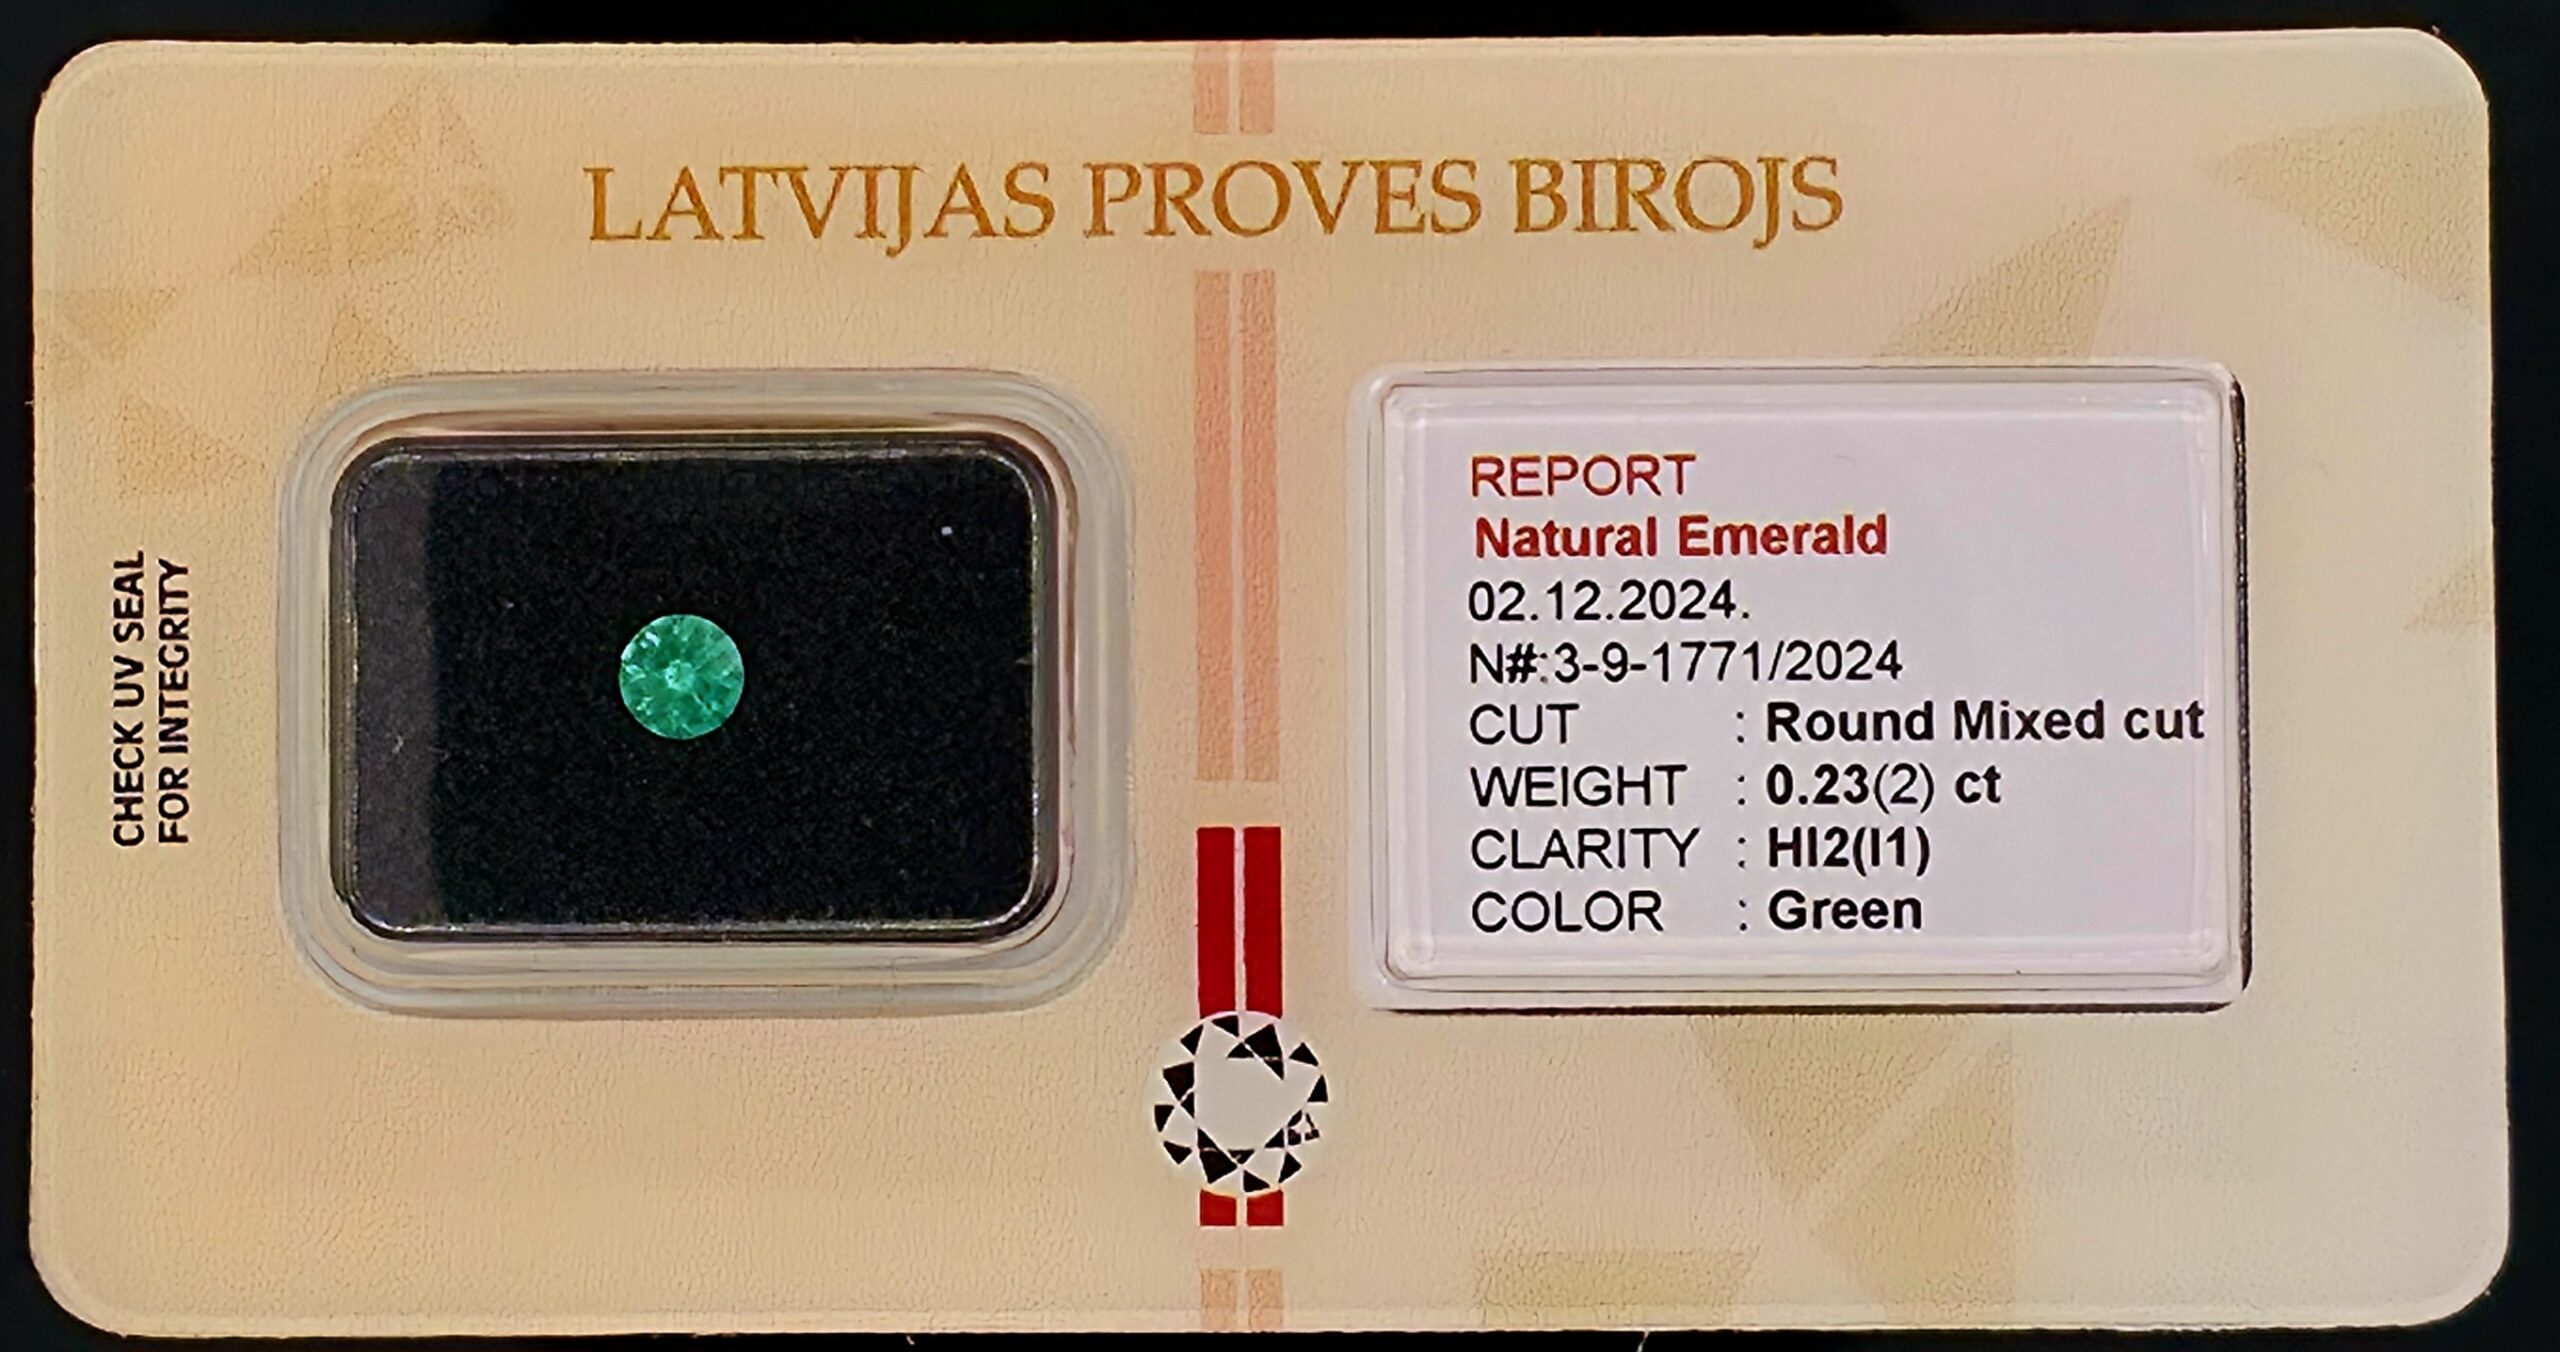 LATVIJAS PROVES BIROJS
CHECK UV SEAL
FOR INTEGRITY
REPORT
Natural Emerald
02.12.2024.
N#:3-9-1771/2024
CUT : Round Mixed cut
WEIGHT : 0.23(2) ct
CLARITY : HI2(I1)
COLOR : Green